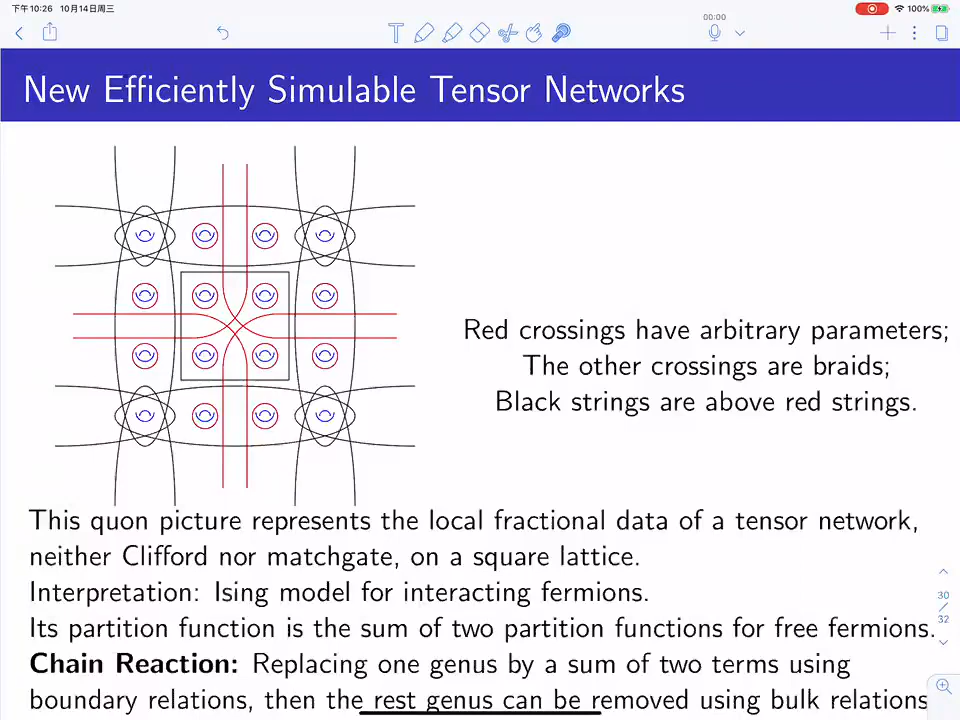 下午10:26 10月14日周三
100%
00:00
New Efficiently Simulable Tensor Networks
Red crossings have arbitrary parameters;
The other crossings are braids;
Black strings are above red strings.
This quon picture represents the local fractional data of a tensor network,
neither Clifford nor matchgate, on a square lattice.
Interpretation: Ising model for interacting fermions.
Its partition function is the sum of two partition functions for free fermions.
Chain Reaction: Replacing one genus by a sum of two terms using
boundary relations, then the rest genus can be removed using bulk relations
30
/
32